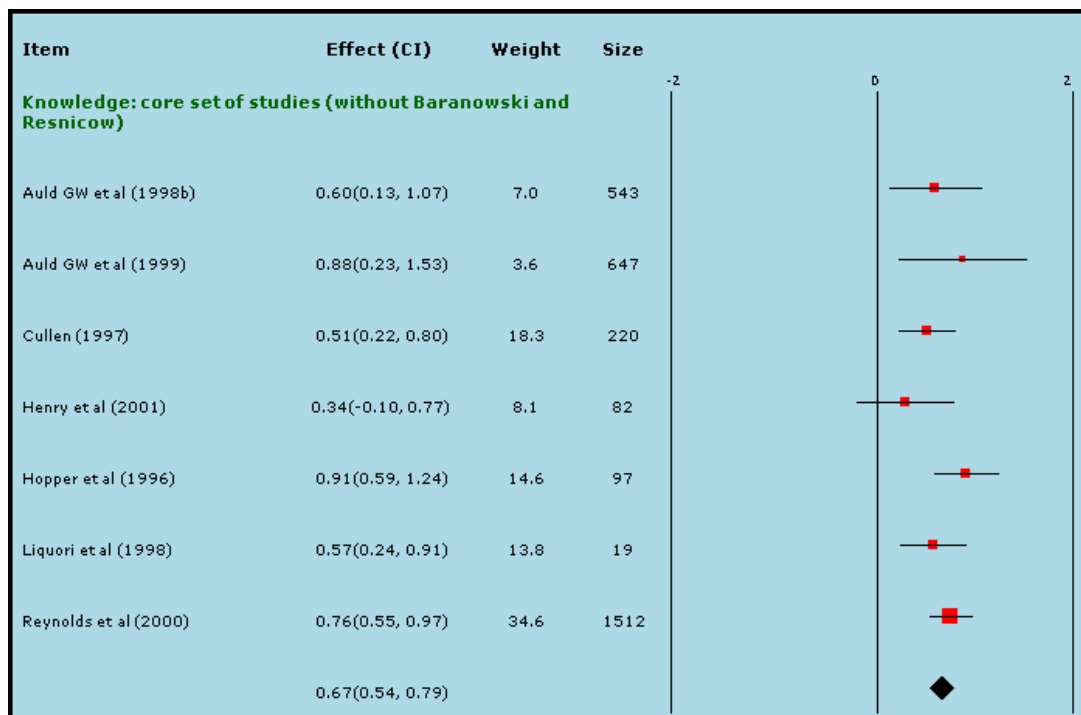 Item Effect (CI) Weight Size
-2 0 2
Knowledge: core set of studies (without Baranowski and
Resnicow)
Auld GW et al (1998b) 0.60(0.13, 1.07) 7.0 543
Auld GW et al (1999) 0.88(0.23, 1.53) 3.6 647
Cullen (1997) 0.51(0.22, 0.80) 18.3 220
Henry et al (2001) 0.34(-0.10, 0.77) 8.1 82
Hopper et al (1996) 0.91(0.59, 1.24) 14.6 97
Liquori et al (1998) 0.57(0.24, 0.91) 13.8 19
Reynolds et al (2000) 0.76(0.55, 0.97) 34.6 1512
0.67(0.54, 0.79)